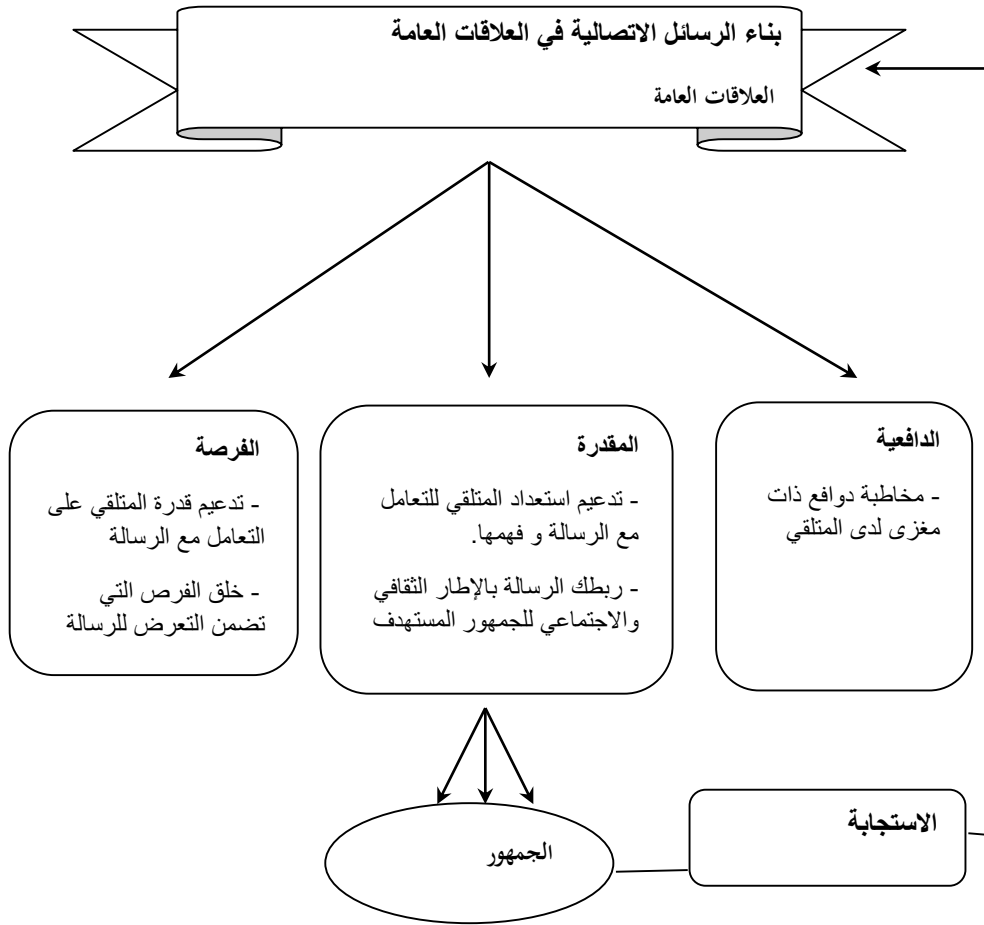 بناء الرسائل الاتصالية في العلاقات العامة
العلاقات العامة
الدافعية
- مخاطبة دوافع ذات
مغزى لدى المتلقي
المقدرة
- تدعيم استعداد المتلقي للتعامل
مع الرسالة و فهمها.
- ربطك الرسالة بالإطار الثقافي
والاجتماعي للجمهور المستهدف
الفرصة
- تدعيم قدرة المتلقي على
التعامل مع الرسالة
- خلق الفرص التي
تضمن التعرض للرسالة
الجمهور
الاستجابة